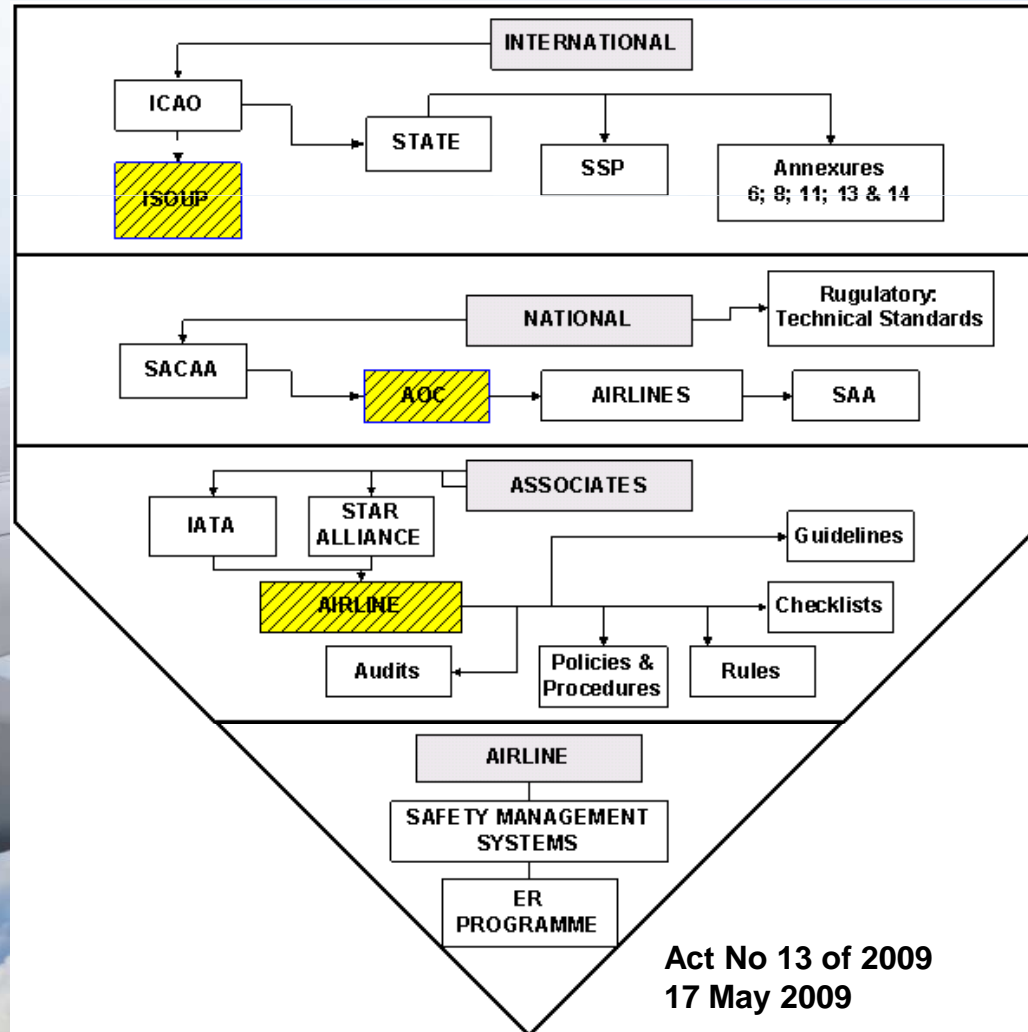 INTERNATIONAL
ICAO
STATE
SSP
Annexures
6; 8; 11; 13 & 14
ISOUP
NATIONAL
Rugulatory:
Technical Standards
SACAA
AOC
AIRLINES
SAA
ASSOCIATES
IATA
STAR
ALLIANCE
Guidelines
AIRLINE
Checklists
Audits
Policies &
Procedures
Rules
AIRLINE
SAFETY MANAGEMENT
SYSTEMS
ER
PROGRAMME
Act No 13 of 2009
17 May 2009